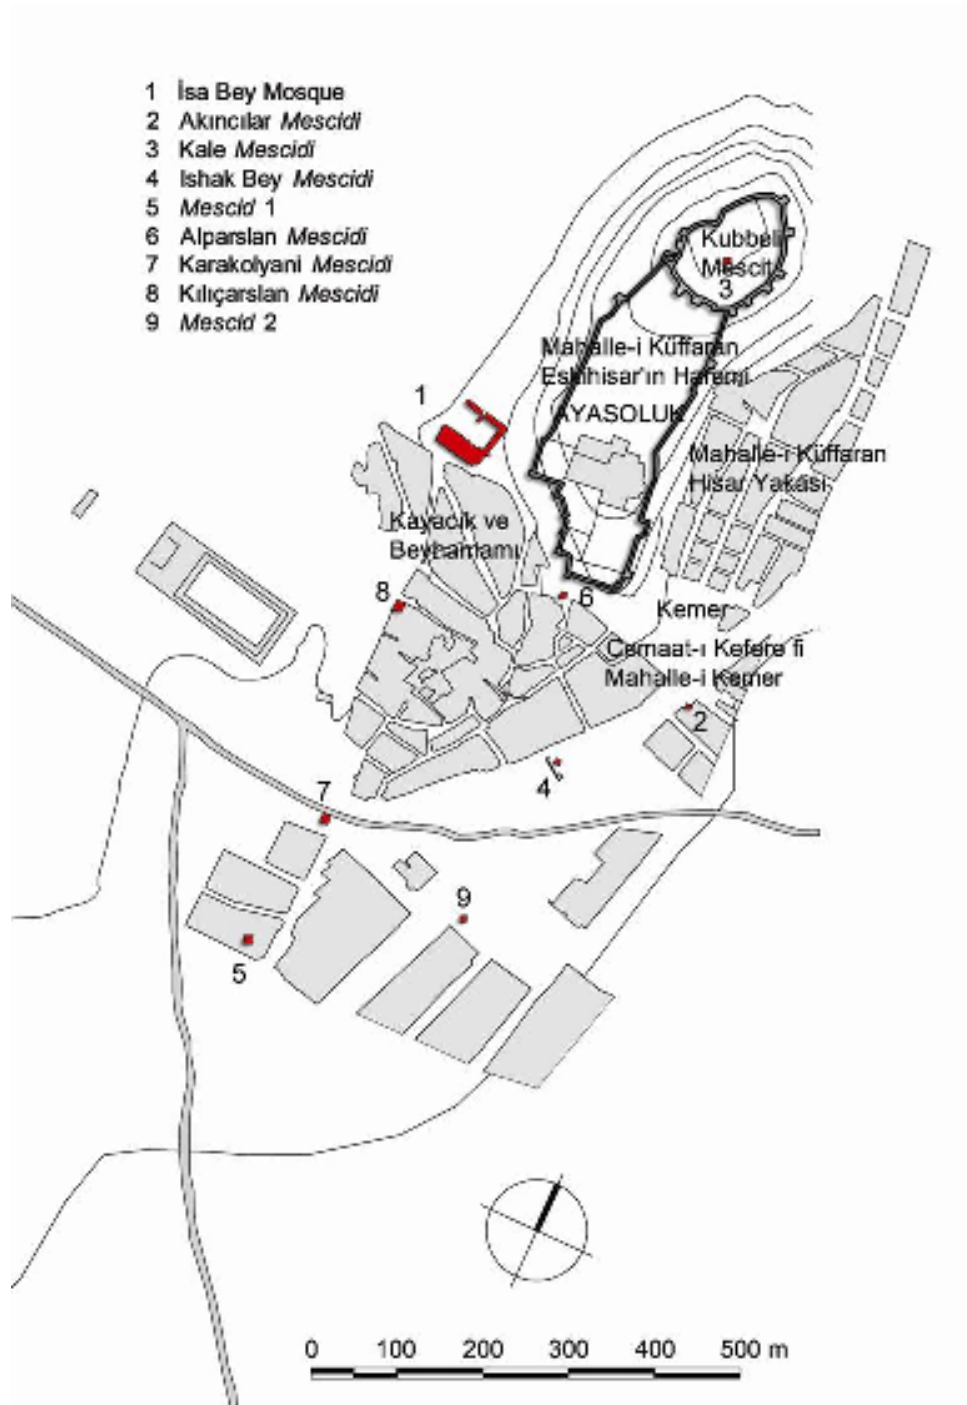 1 İsa Bey Mosque
2 Akıncılar Mescidi
3 Kale Mescidi
4 Ishak Bey Mescidi
5 Mescid 1
6 Alparslan Mescidi
7 Karakolyani Mescidi
8 Kılıçarslan Mescidi
9 Mescid 2
Kubbeli
Mescit
3
Mahalle-i Küffaran
Eskihisar'ın Haremi
1
AYASOLUK
Mahalle-i Küffaran
Hisar Yakası
Kayacık ve
Beyhamamı
8
6
Kemer
Cemaat-ı Kefere fi
Mahalle-i Kemer
2
4
7
9
5
0 100 200 300 400 500 m